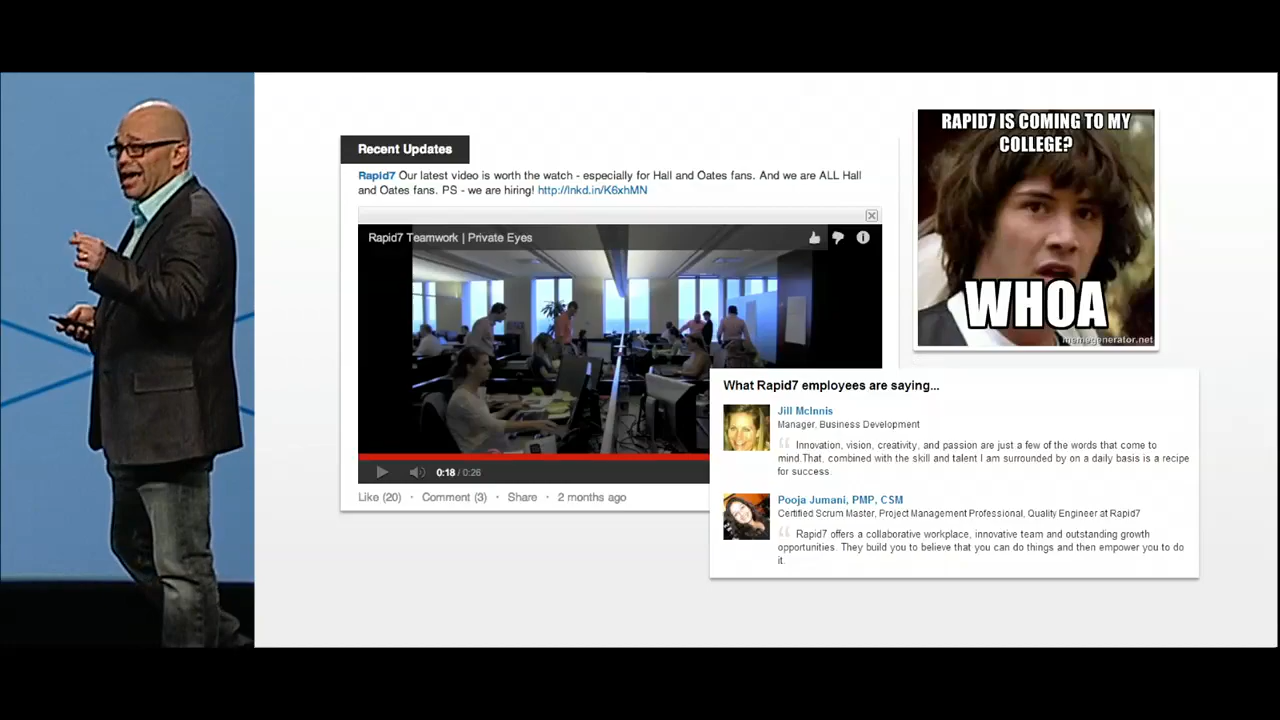 Recent Updates
Rapid7 Our latest video is worth the watch - especially for Hall and Oates fans. And we are ALL Hall
and Oates fans. PS - we are hiring! http://lnkd.in/K6xhMN
Rapid7 Teamwork | Private Eyes
0:18 / 0:26
Like (20) · Comment (3) · Share · 2 months ago
RAPID7 IS COMING TO MY
COLLEGE?
WHOA
memegenerator.net
What Rapid7 employees are saying...
Jill McInnis
Manager, Business Development
Innovation, vision, creativity, and passion are just a few of the words that come to
mind.That, combined with the skill and talent I am surrounded by on a daily basis is a recipe
for success.
Pooja Jumani, PMP, CSM
Certified Scrum Master, Project Management Professional, Quality Engineer at Rapid7
Rapid7 offers a collaborative workplace, innovative team and outstanding growth
opportunities. They build you to believe that you can do things and then empower you to do
it.